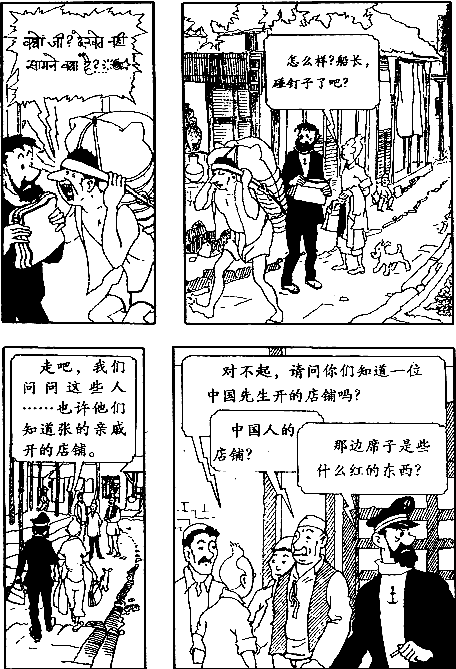 क्यों जी? इनका भी
सामने क्या है?
怎么样?船长,
碰钉子了吧?
走吧,我们
问问这些人
……也许他们
知道张的亲戚
开的店铺。
对不起,请问你们知道一位
中国先生开的店铺吗?
中国人的
店铺?
那边席子是些
什么红的东西?